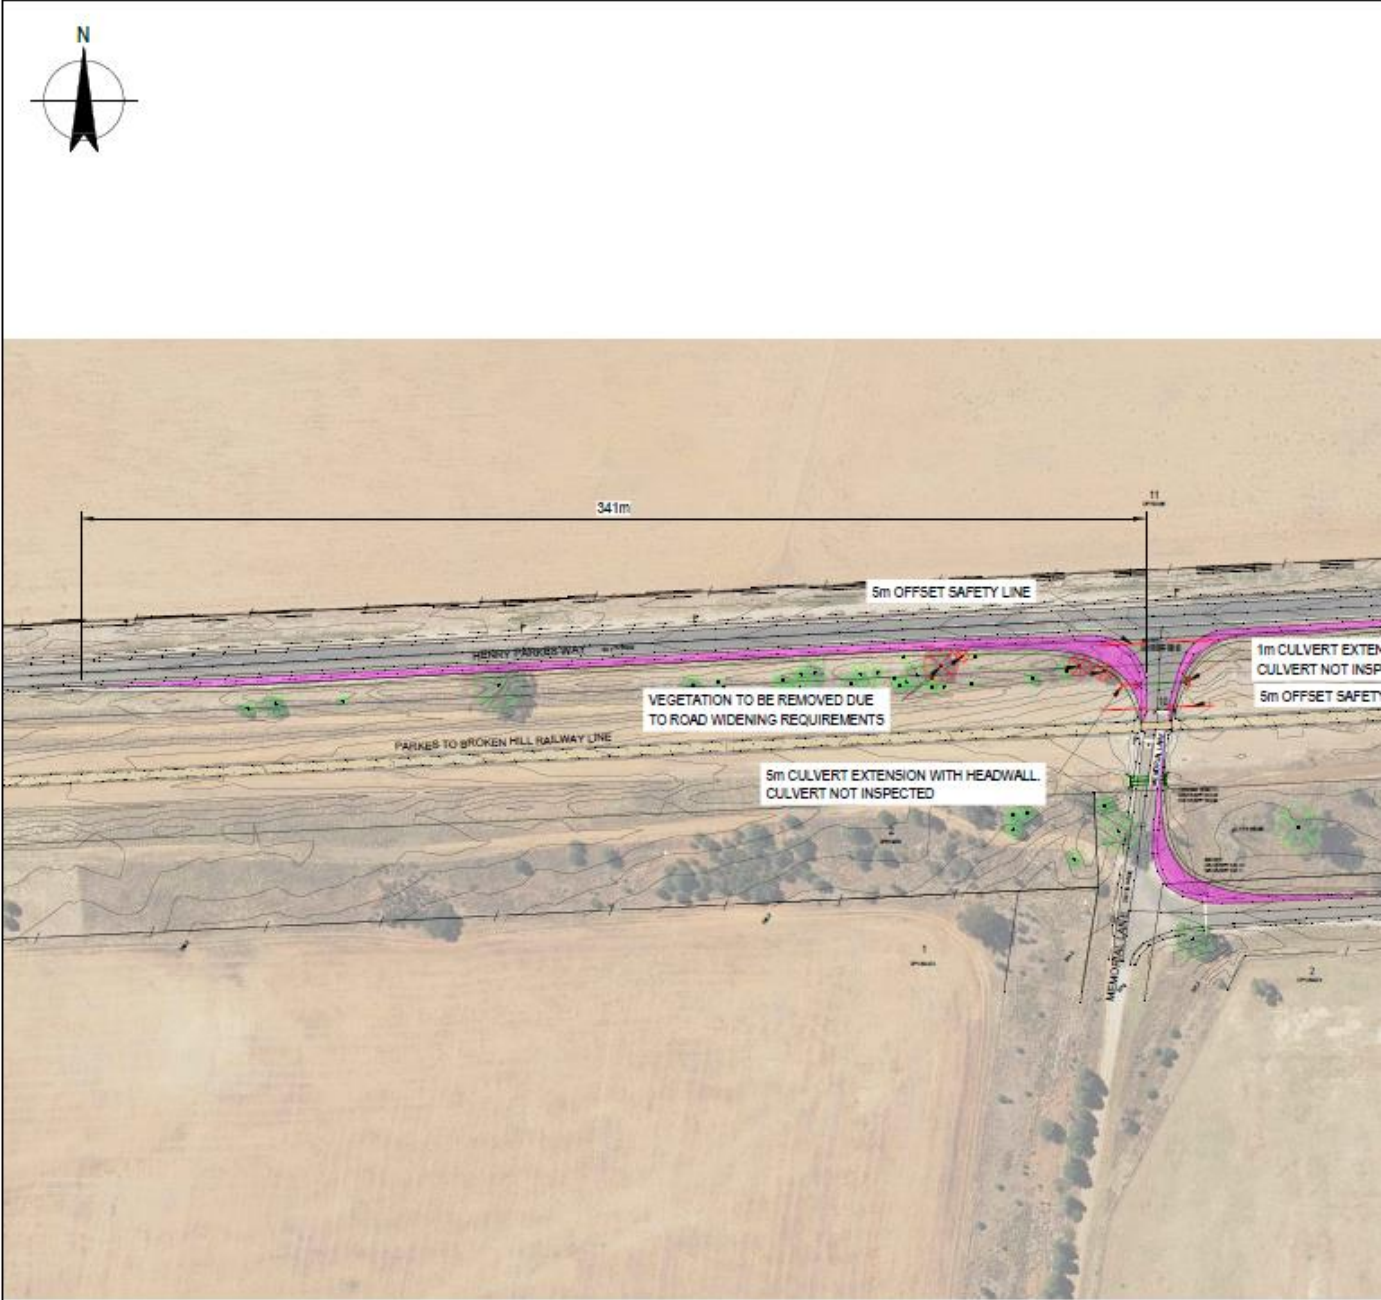 N
341m
11
5m OFFSET SAFETY LINE
HENRY PARKES WAY
1m CULVERT EXTEN
CULVERT NOT INSP
5m OFFSET SAFETY
VEGETATION TO BE REMOVED DUE
TO ROAD WIDENING REQUIREMENTS
PARKES TO BROKEN HILL RAILWAY LINE
5m CULVERT EXTENSION WITH HEADWALL.
CULVERT NOT INSPECTED
MEMORIAL LANE
1
2